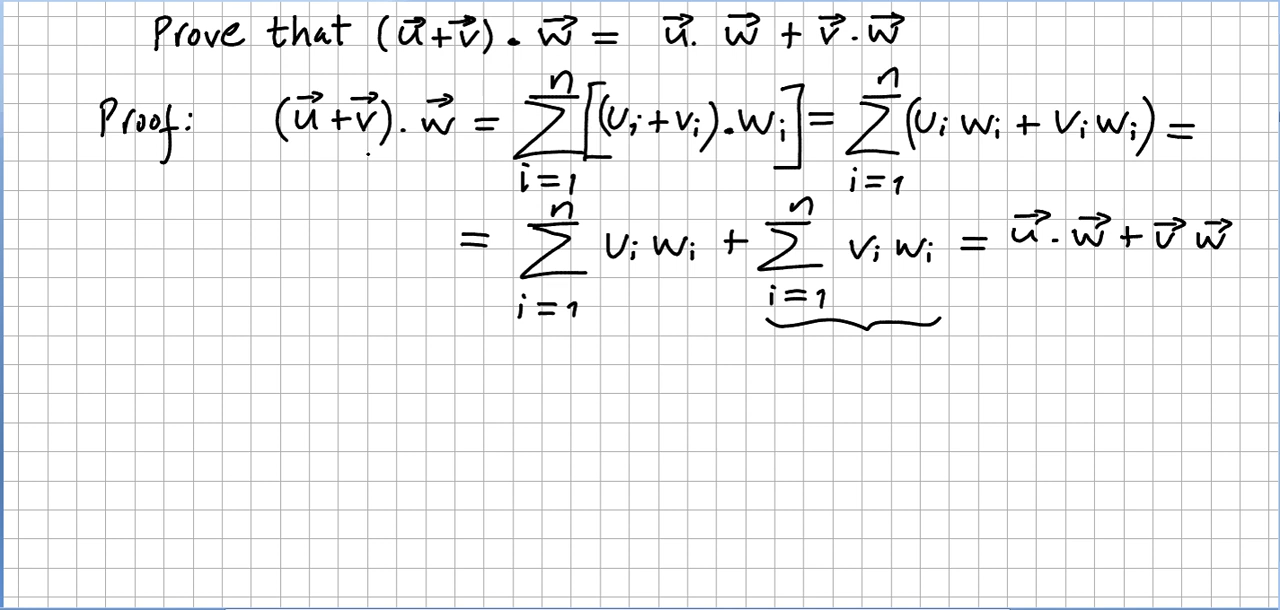 Prove that (u⃗+v⃗) · w⃗ = u⃗. w⃗ + v⃗ · w⃗
Proof: (u⃗ + v⃗) . w⃗ = ∑_{i=1}^{n} [(u_i + v_i) . w_i] = ∑_{i=1}^{n} (u_i w_i + v_i w_i) =
= ∑_{i=1}^{n} u_i w_i + ∑_{i=1}^{n} v_i w_i = u⃗ · w⃗ + v⃗ w⃗